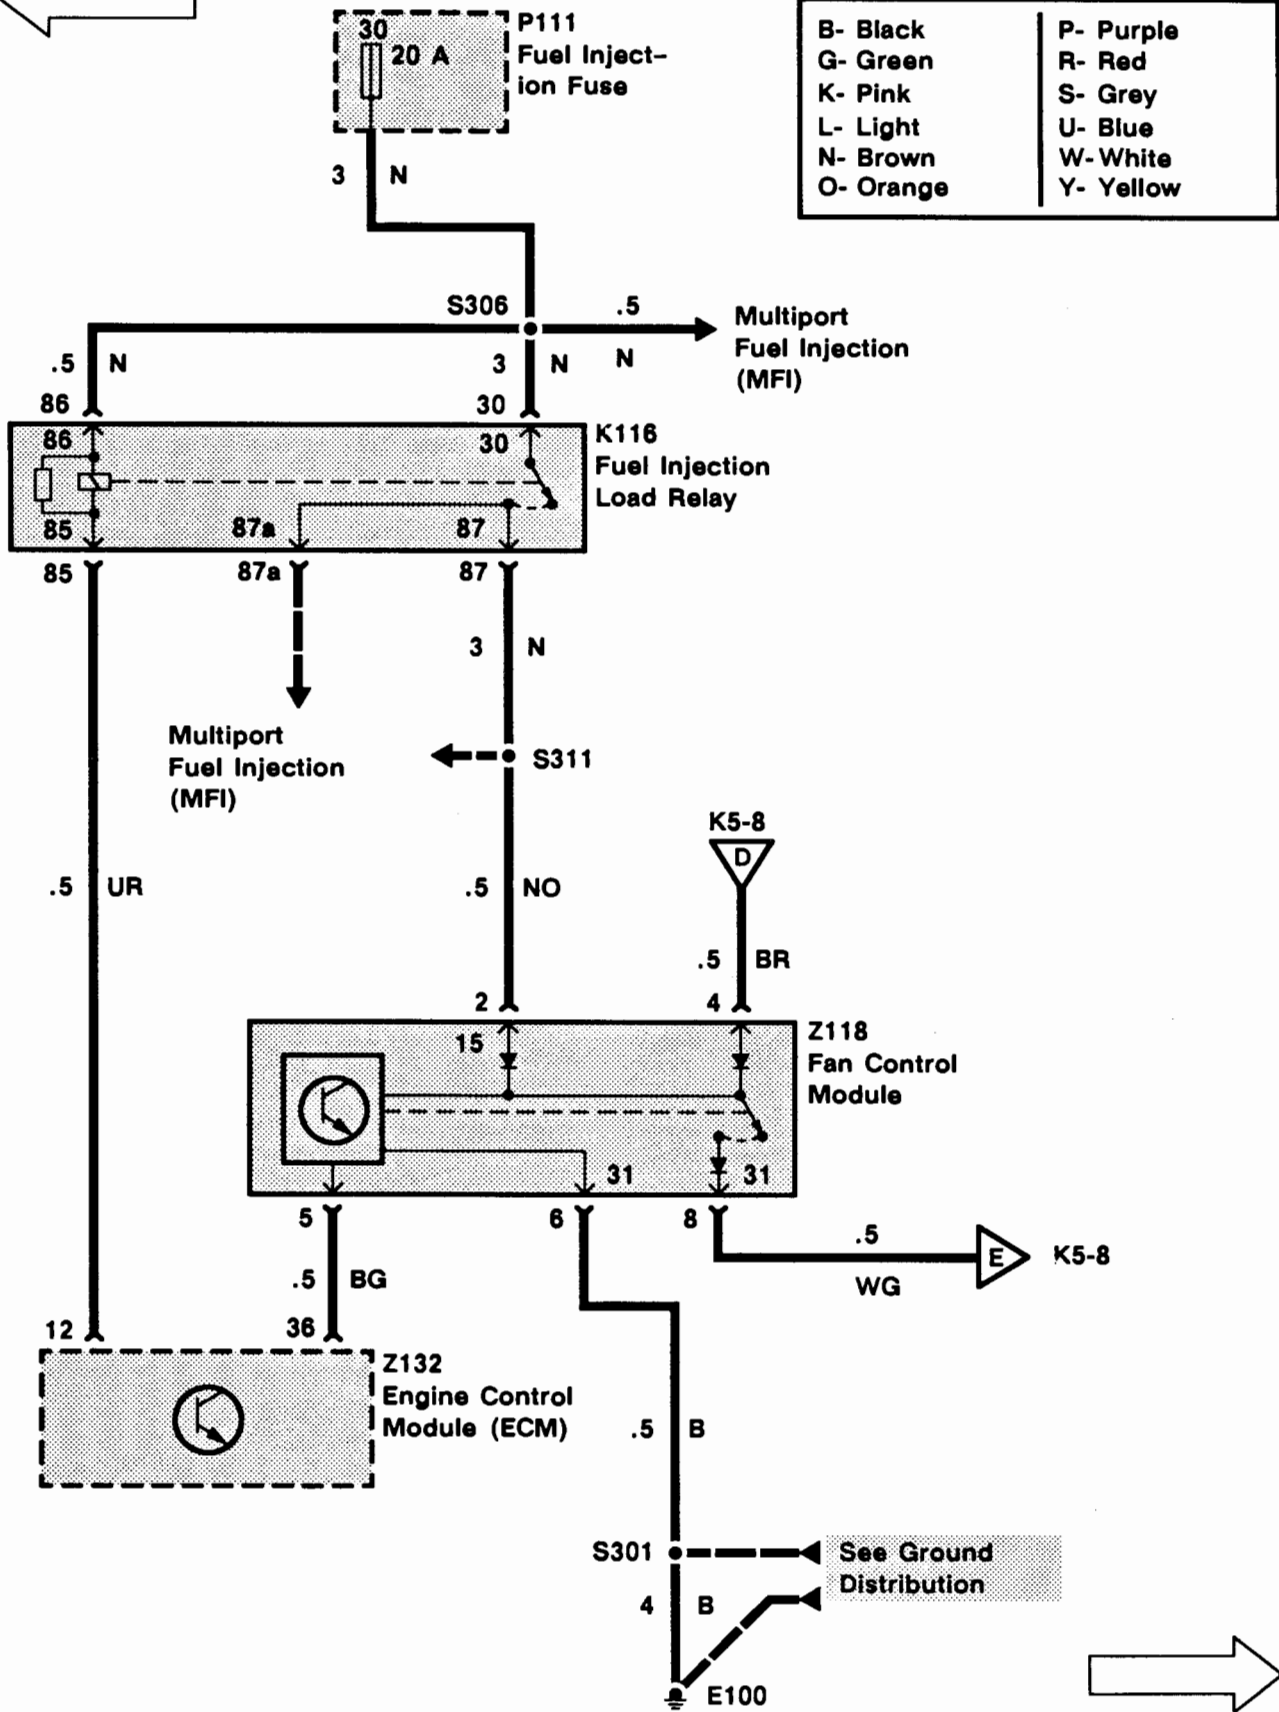 30
20 A
P111
Fuel Inject-
ion Fuse
B- Black
G- Green
K- Pink
L- Light
N- Brown
O- Orange
P- Purple
R- Red
S- Grey
U- Blue
W- White
Y- Yellow
3 N
S306
.5
N
Multiport
Fuel Injection
(MFI)
.5 N
3 N
86
30
86
30
K116
Fuel Injection
Load Relay
85
87a
87
85
87a
87
3 N
Multiport
Fuel Injection
(MFI)
S311
K5-8
D
.5 UR
.5 NO
.5 BR
2
4
15
Z118
Fan Control
Module
31
31
5
6
8
.5
WG
E
K5-8
.5 BG
12
36
Z132
Engine Control
Module (ECM)
.5 B
S301
See Ground
Distribution
4 B
E100